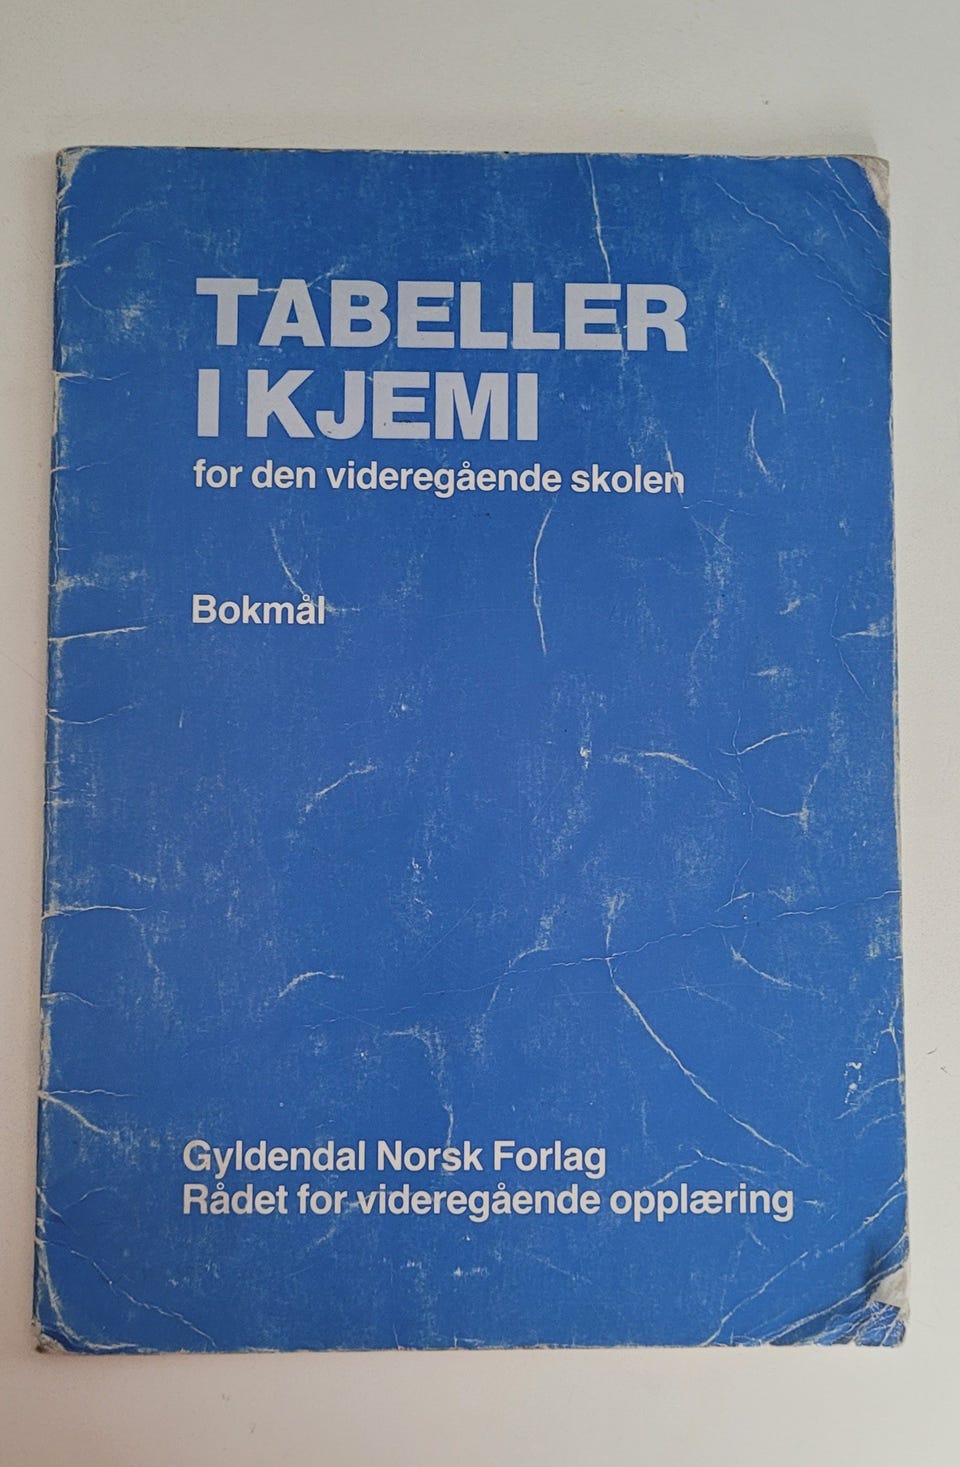 TABELLER
I KJEMI
for den videregående skolen
Bokmål
Gyldendal Norsk Forlag
Rådet for videregående opplæring